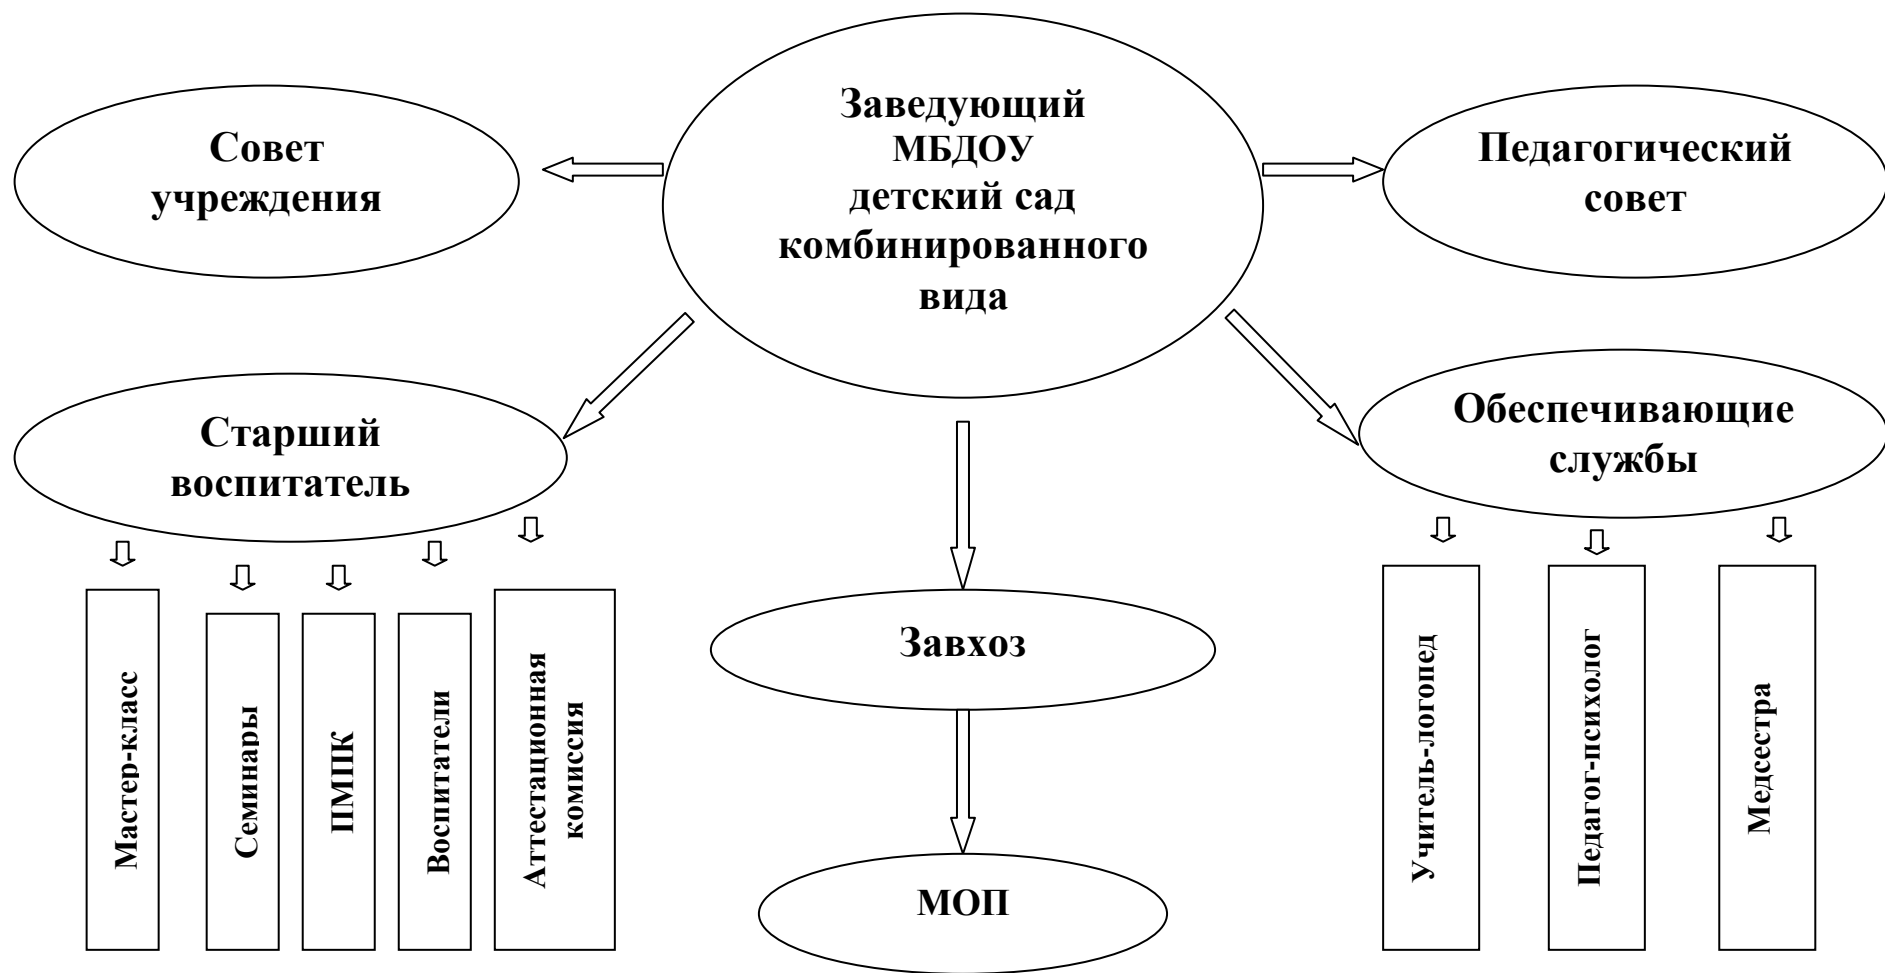 Заведующий
МБДОУ
детский сад
комбинированного
вида
Совет
учреждения
Педагогический
совет
Старший
воспитатель
Обеспечивающие
службы
Завхоз
МОП
Мастер-класс
Семинары
ПМПК
Воспитатели
Аттестационная
комиссия
Учитель-логопед
Педагог-психолог
Медсестра